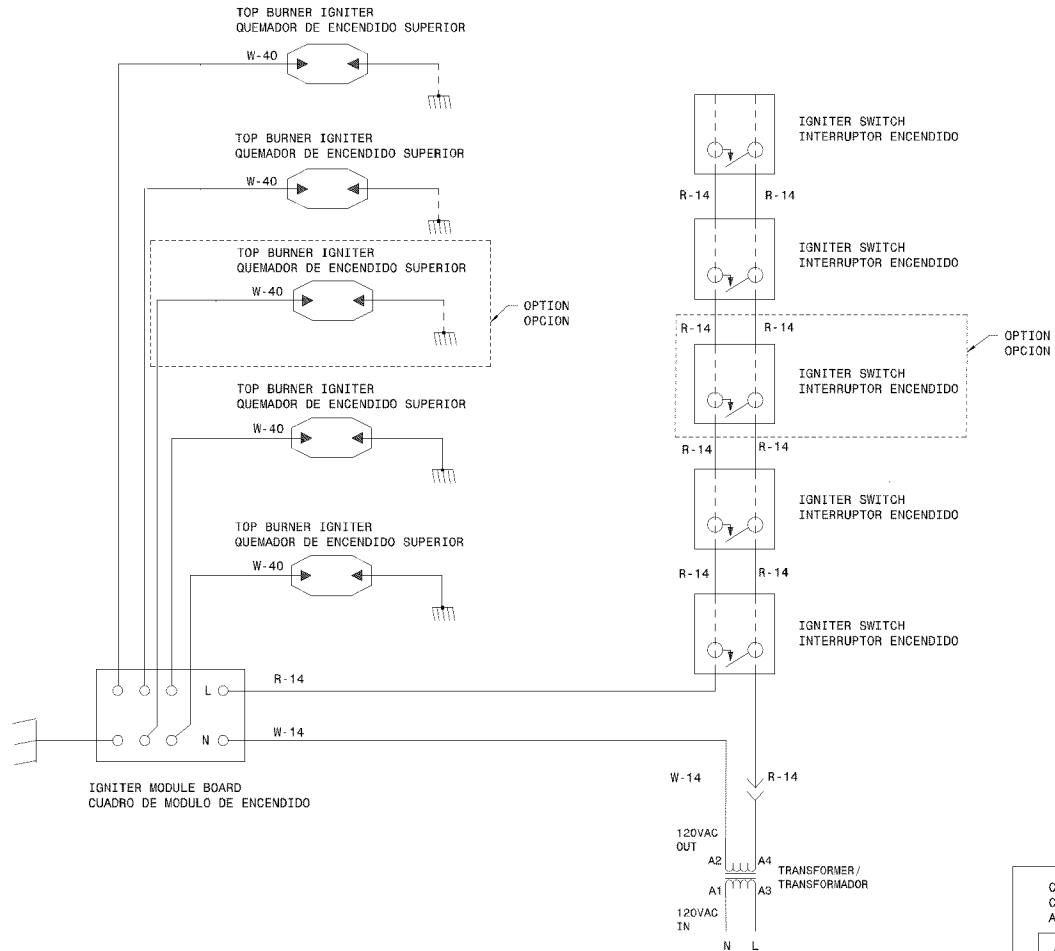 TOP BURNER IGNITER
QUEMADOR DE ENCENDIDO SUPERIOR
W-40
TOP BURNER IGNITER
QUEMADOR DE ENCENDIDO SUPERIOR
W-40
TOP BURNER IGNITER
QUEMADOR DE ENCENDIDO SUPERIOR
W-40
OPTION
OPCION
TOP BURNER IGNITER
QUEMADOR DE ENCENDIDO SUPERIOR
W-40
TOP BURNER IGNITER
QUEMADOR DE ENCENDIDO SUPERIOR
W-40
IGNITER SWITCH
INTERRUPTOR ENCENDIDO
R-14 R-14
IGNITER SWITCH
INTERRUPTOR ENCENDIDO
R-14 R-14
OPTION
OPCION
IGNITER SWITCH
INTERRUPTOR ENCENDIDO
R-14 R-14
IGNITER SWITCH
INTERRUPTOR ENCENDIDO
R-14 R-14
IGNITER SWITCH
INTERRUPTOR ENCENDIDO
L R-14
N W-14
IGNITER MODULE BOARD
CUADRO DE MODULO DE ENCENDIDO
W-14 R-14
120VAC
OUT
A2 A4
TRANSFORMER/
TRANSFORMADOR
A1 A3
120VAC
IN
N L
C
C
A